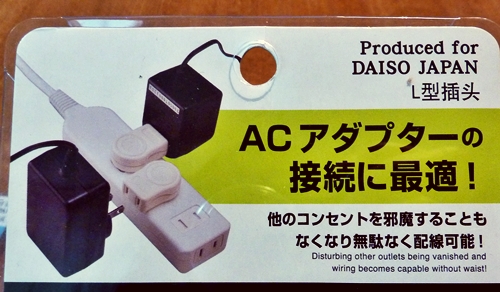 Produced for
DAISO JAPAN
L型插头
ACアダプターの
接続に最適！
他のコンセントを邪魔することも
なくなり無駄なく配線可能！
Disturbing other outlets being vanished and
wiring becomes capable without waist!